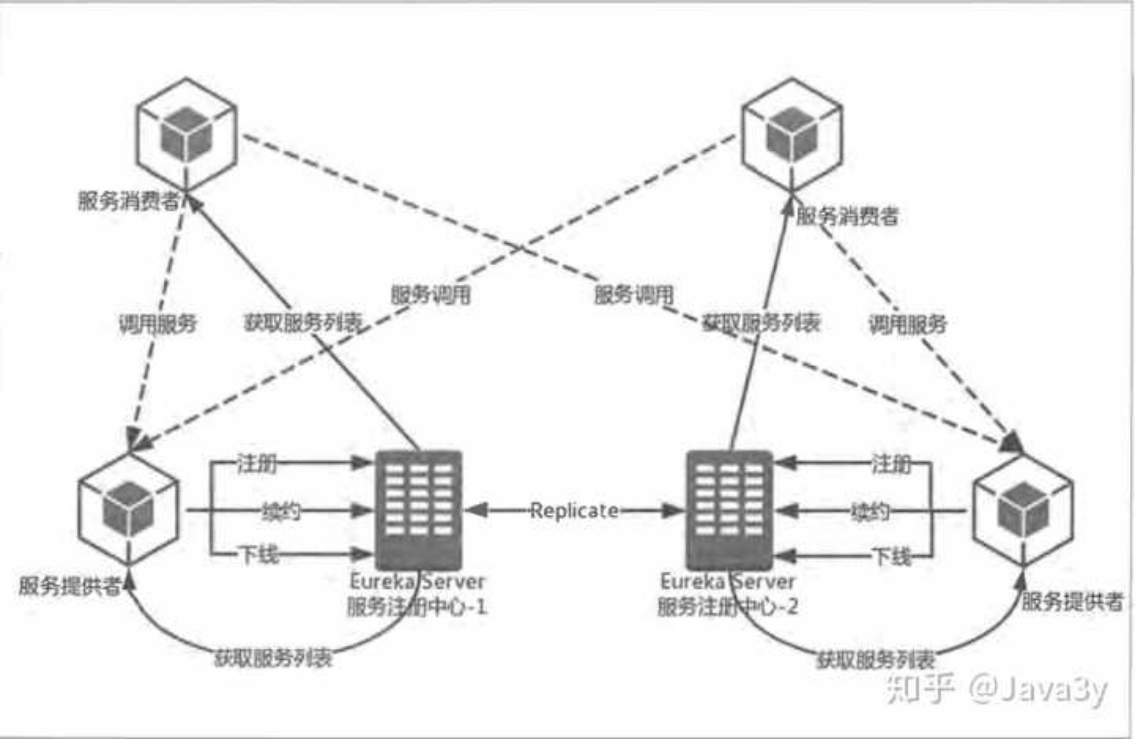 服务消费者
服务消费者
服务调用
服务调用
调用服务
获取服务列表
获取服务列表
调用服务
注册
注册
续约
Replicate
续约
下线
下线
服务提供者
Eureka Server
服务注册中心-1
Eureka Server
服务注册中心-2
服务提供者
获取服务列表
获取服务列表
知乎 @Java3y